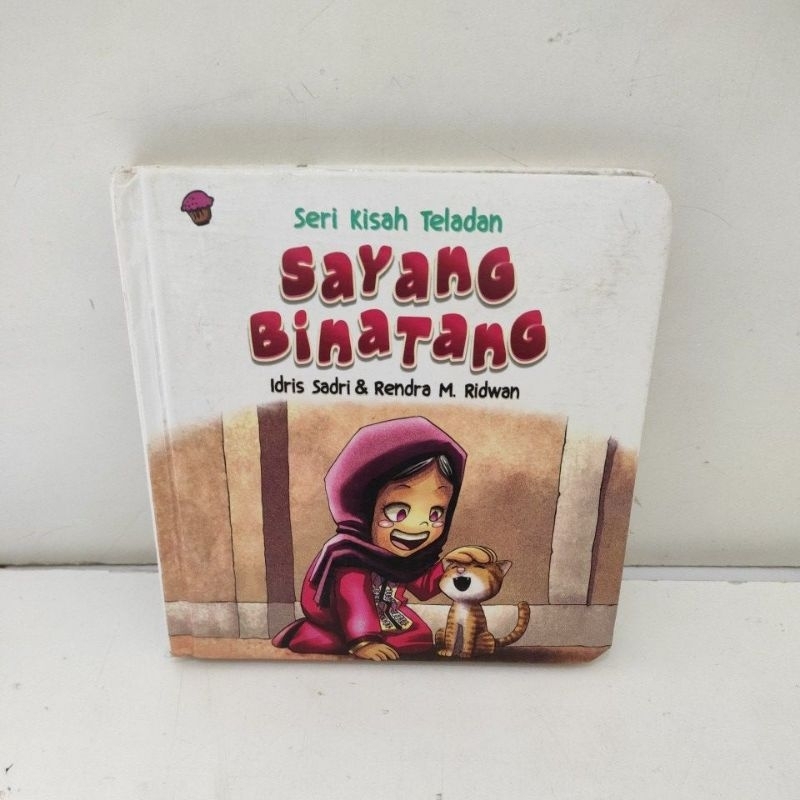 Seri Kisah Teladan
SaYanG
BinaTanG
Idris Sadri & Rendra M. Ridwan